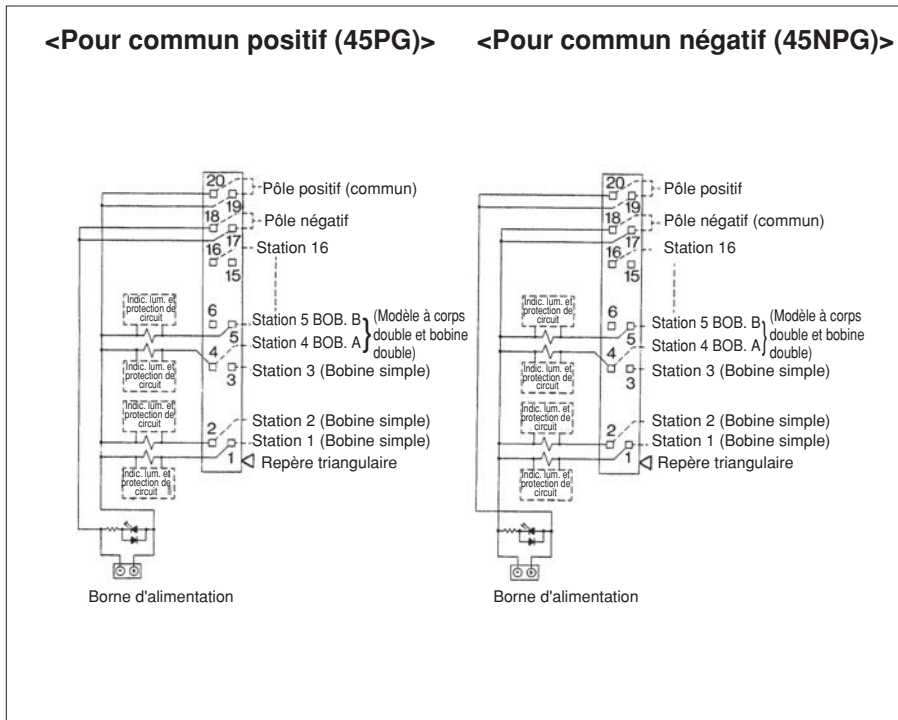 <Pour commun positif (45PG)>
20
Pôle positif (commun)
19
18
Pôle négatif
17
16
Station 16
15
Indic. lum. et
protection de
circuit
6
Station 5 BOB. B
5
(Modèle à corps
double et bobine
double)
4
Station 4 BOB. A
3
Station 3 (Bobine simple)
Indic. lum. et
protection de
circuit
Indic. lum. et
protection de
circuit
2
Station 2 (Bobine simple)
Station 1 (Bobine simple)
1
Repère triangulaire
Indic. lum. et
protection de
circuit
Borne d'alimentation
<Pour commun négatif (45NPG)>
20
Pôle positif
19
18
Pôle négatif (commun)
17
16
Station 16
15
Indic. lum. et
protection de
circuit
6
Station 5 BOB. B
5
(Modèle à corps
double et bobine
double)
4
Station 4 BOB. A
3
Station 3 (Bobine simple)
Indic. lum. et
protection de
circuit
Indic. lum. et
protection de
circuit
2
Station 2 (Bobine simple)
Station 1 (Bobine simple)
1
Repère triangulaire
Indic. lum. et
protection de
circuit
Borne d'alimentation